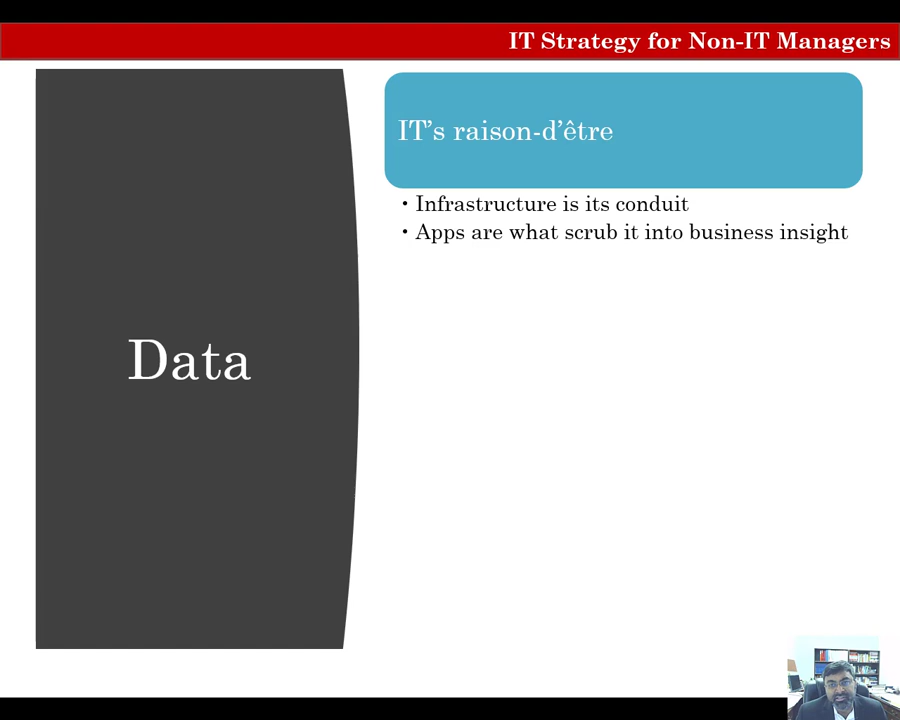 IT Strategy for Non-IT Managers
IT’s raison-d’être
• Infrastructure is its conduit
• Apps are what scrub it into business insight
Data